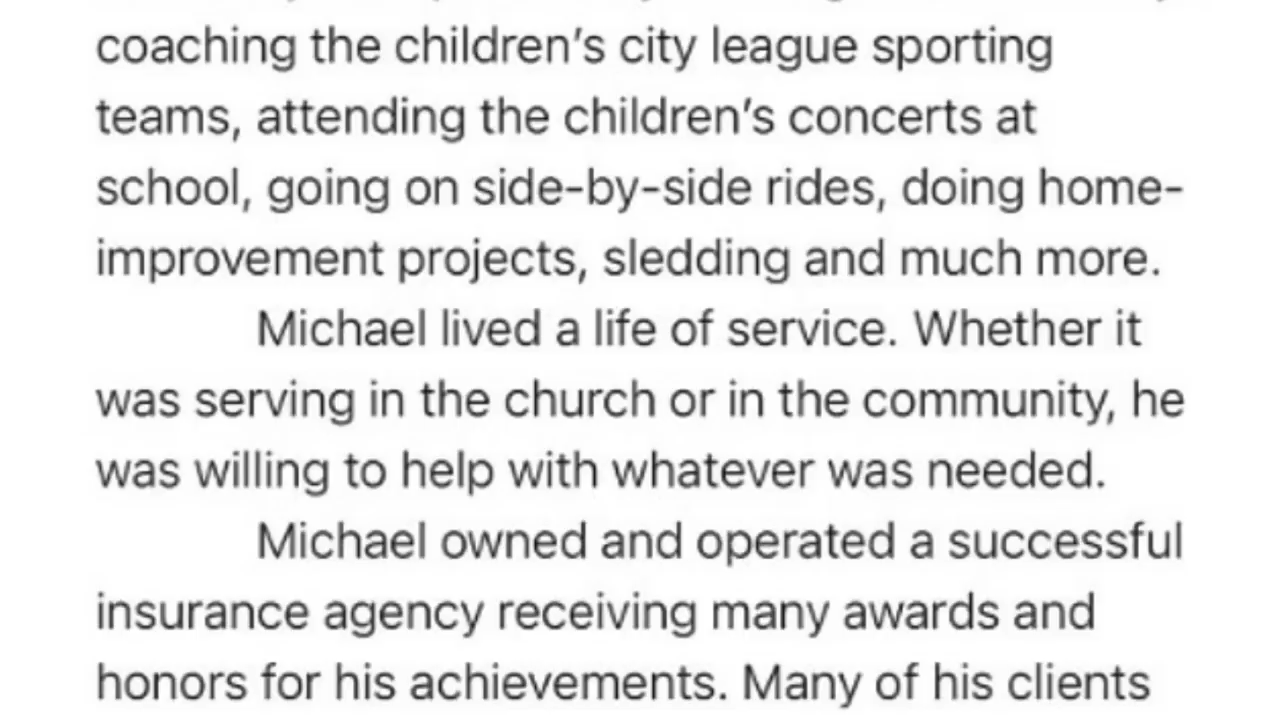 coaching the children's city league sporting
teams, attending the children's concerts at
school, going on side-by-side rides, doing home-
improvement projects, sledding and much more.
Michael lived a life of service. Whether it
was serving in the church or in the community, he
was willing to help with whatever was needed.
Michael owned and operated a successful
insurance agency receiving many awards and
honors for his achievements. Many of his clients